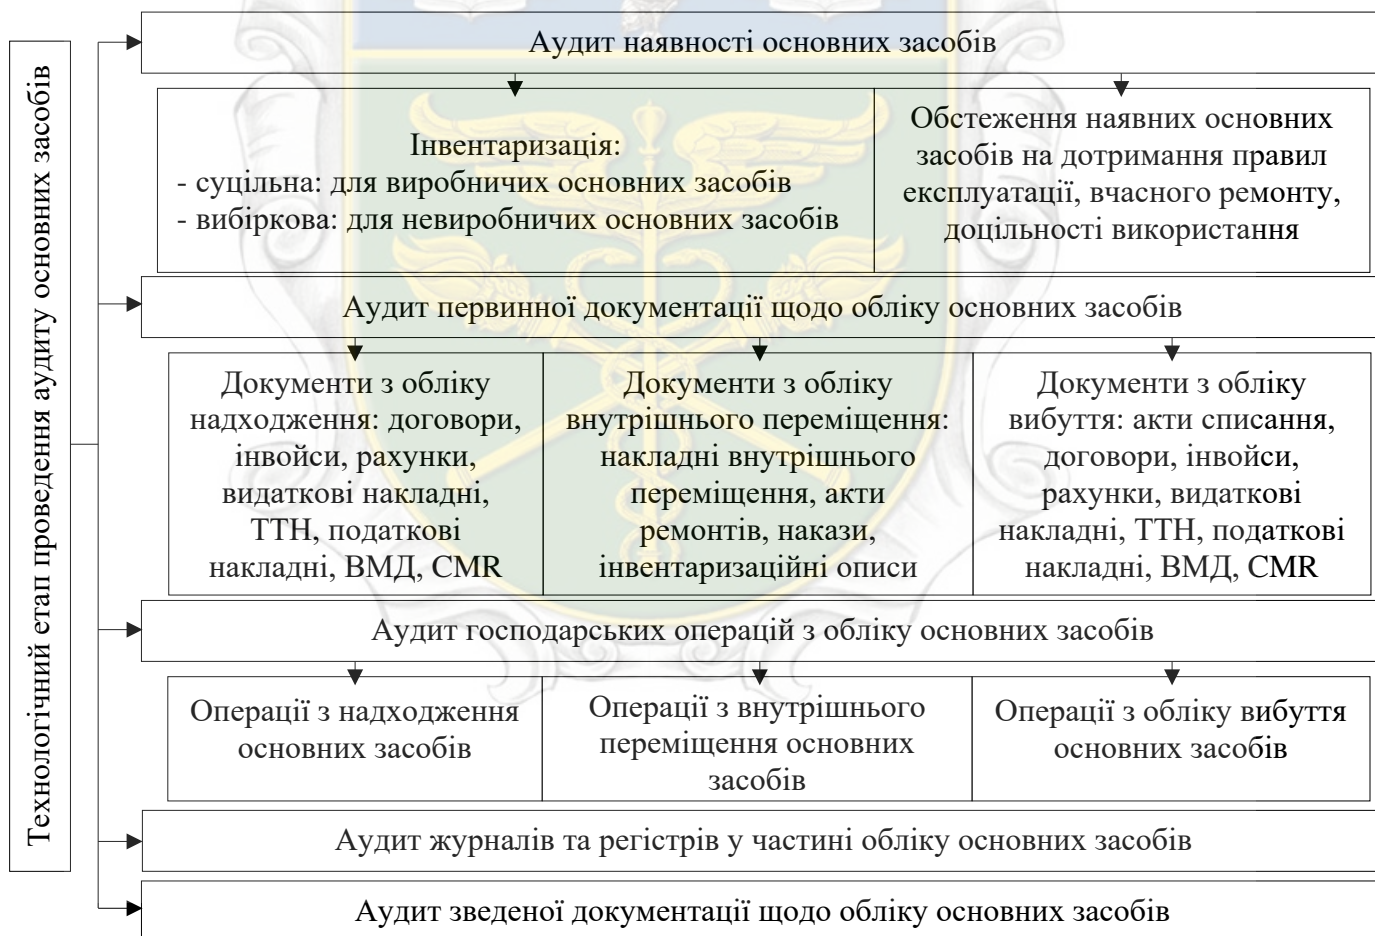 Технологічний етап проведення аудиту основних засобів
Аудит наявності основних засобів
Інвентаризація:
- суцільна: для виробничих основних засобів
- вибіркова: для невиробничих основних засобів
Обстеження наявних основних
засобів на дотримання правил
експлуатації, вчасного ремонту,
доцільності використання
Аудит первинної документації щодо обліку основних засобів
Документи з обліку
надходження: договори,
інвойси, рахунки,
видаткові накладні,
ТТН, податкові
накладні, ВМД, CMR
Документи з обліку
внутрішнього переміщення:
накладні внутрішнього
переміщення, акти
ремонтів, накази,
інвентаризаційні описи
Документи з обліку
вибуття: акти списання,
договори, інвойси,
рахунки, видаткові
накладні, ТТН, податкові
накладні, ВМД, CMR
Аудит господарських операцій з обліку основних засобів
Операції з надходження
основних засобів
Операції з внутрішнього
переміщення основних
засобів
Операції з обліку вибуття
основних засобів
Аудит журналів та регістрів у частині обліку основних засобів
Аудит зведеної документації щодо обліку основних засобів